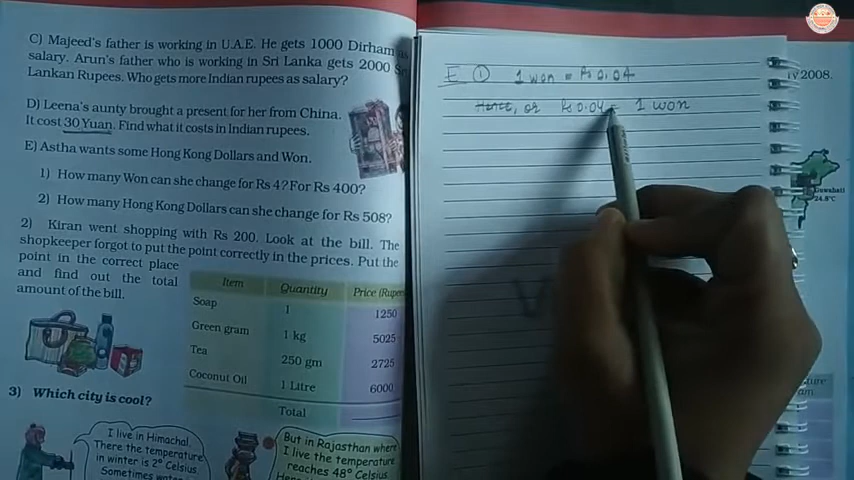 C) Majeed's father is working in U.A.E. He gets 1000 Dirham as
salary. Arun's father who is working in Sri Lanka gets 2000 Sri
Lankan Rupees. Who gets more Indian rupees as salary?
D) Leena's aunty brought a present for her from China.
It cost 30 Yuan. Find what it costs in Indian rupees.
E) Astha wants some Hong Kong Dollars and Won.
1) How many Won can she change for Rs 4? For Rs 400?
2) How many Hong Kong Dollars can she change for Rs 508?
2) Kiran went shopping with Rs 200. Look at the bill. The
shopkeeper forgot to put the point correctly in the prices. Put the
point in the correct place
and find out the total
amount of the bill.
Item Quantity Price (Rupees
Soap 1 1250
Green gram 1 kg 5025
Tea 250 gm 2725
Coconut Oil 1 Litre 6000
Total
3) Which city is cool?
I live in Himachal.
There the temperature
in winter is 2° Celsius.
Sometimes water
But in Rajasthan where
I live the temperature
reaches 48° Celsius.
E 1 1 won = Rs 0.04
Hence, or Rs 0.04 = 1 won
2008.
Guwahati
24.8°C